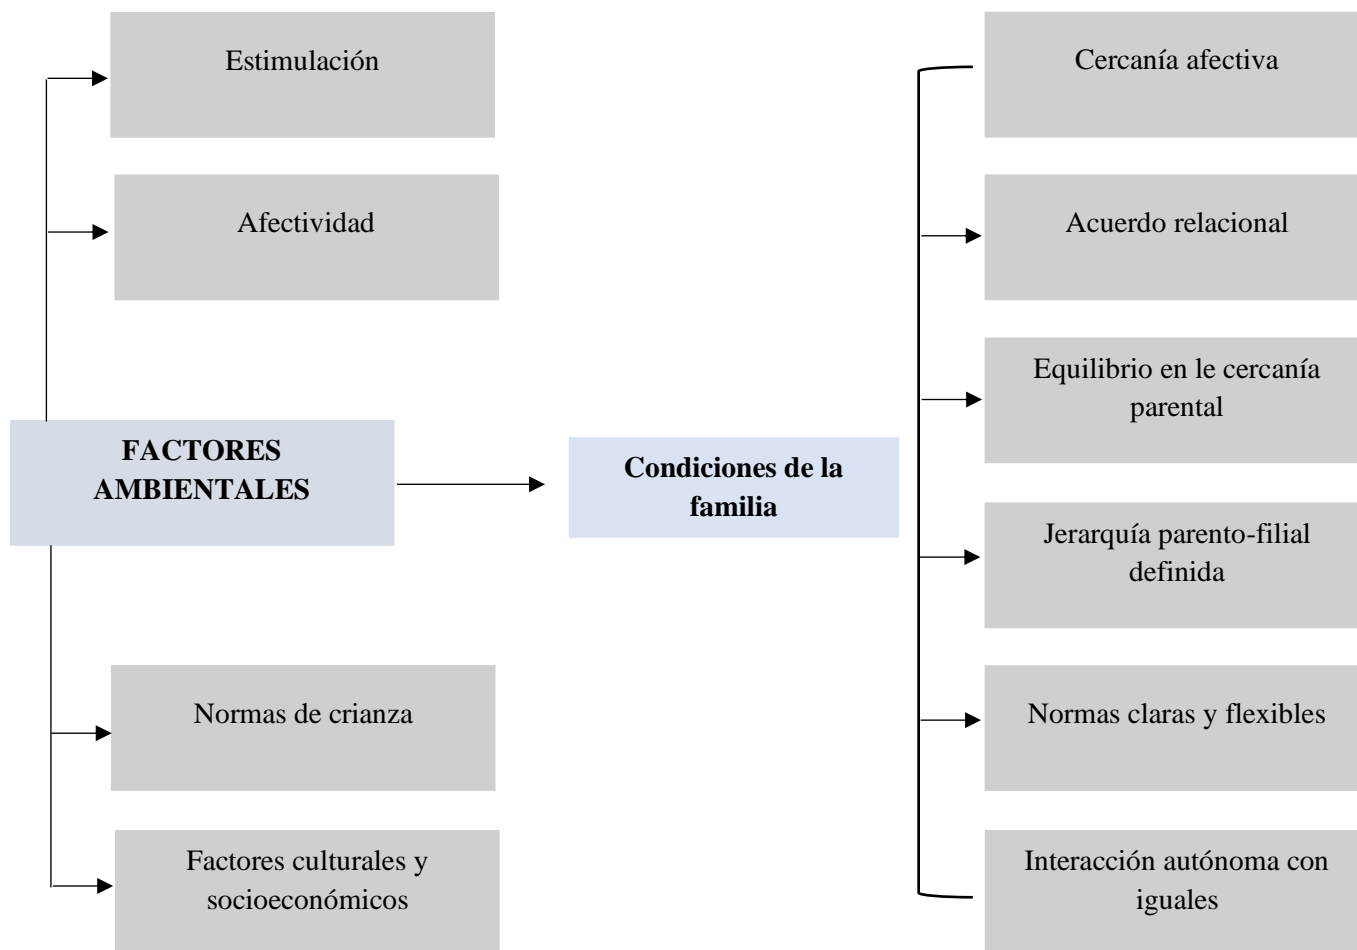 Estimulación
Afectividad
FACTORES
AMBIENTALES
Normas de crianza
Factores culturales y
socioeconómicos
Condiciones de la
familia
Cercanía afectiva
Acuerdo relacional
Equilibrio en le cercanía
parental
Jerarquía parento-filial
definida
Normas claras y flexibles
Interacción autónoma con
iguales